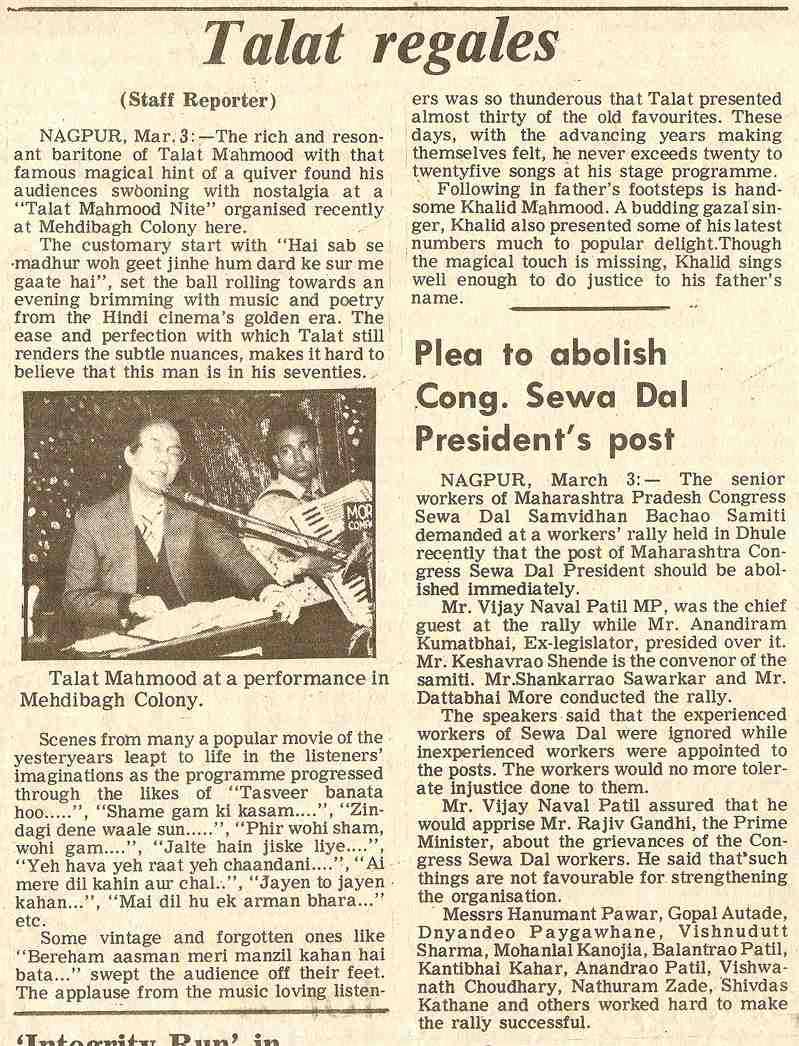 Talat regales
(Staff Reporter)
NAGPUR, Mar. 3:—The rich and reson-
ant baritone of Talat Mahmood with that
famous magical hint of a quiver found his
audiences swooning with nostalgia at a
“Talat Mahmood Nite” organised recently
at Mehdibagh Colony here.
The customary start with “Hai sab se
madhur woh geet jinhe hum dard ke sur me
gaate hai”, set the ball rolling towards an
evening brimming with music and poetry
from the Hindi cinema’s golden era. The
ease and perfection with which Talat still
renders the subtle nuances, makes it hard to
believe that this man is in his seventies.
MOR
COMPA
Talat Mahmood at a performance in
Mehdibagh Colony.
Scenes from many a popular movie of the
yesteryears leapt to life in the listeners’
imaginations as the programme progressed
through the likes of “Tasveer banata
hoo.....”, “Shame gam ki kasam....”, “Zin-
dagi dene waale sun.....”, “Phir wohi sham,
wohi gam....”, “Jalte hain jiske liye....”,
“Yeh hava yeh raat yeh chaandani....”, “Ai
mere dil kahin aur chal..”, “Jayen to jayen
kahan...”, “Mai dil hu ek arman bhara...”
etc.
Some vintage and forgotten ones like
“Bereham aasman meri manzil kahan hai
bata...” swept the audience off their feet.
The applause from the music loving listen-
ers was so thunderous that Talat presented
almost thirty of the old favourites. These
days, with the advancing years making
themselves felt, he never exceeds twenty to
twentyfive songs at his stage programme.
Following in father’s footsteps is hand-
some Khalid Mahmood. A budding gazal sin-
ger, Khalid also presented some of his latest
numbers much to popular delight.Though
the magical touch is missing, Khalid sings
well enough to do justice to his father’s
name.
Plea to abolish
Cong. Sewa Dal
President’s post
NAGPUR, March 3:— The senior
workers of Maharashtra Pradesh Congress
Sewa Dal Samvidhan Bachao Samiti
demanded at a workers’ rally held in Dhule
recently that the post of Maharashtra Con-
gress Sewa Dal President should be abol-
ished immediately.
Mr. Vijay Naval Patil MP, was the chief
guest at the rally while Mr. Anandiram
Kumatbhai, Ex-legislator, presided over it.
Mr. Keshavrao Shende is the convenor of the
samiti. Mr.Shankarrao Sawarkar and Mr.
Dattabhai More conducted the rally.
The speakers said that the experienced
workers of Sewa Dal were ignored while
inexperienced workers were appointed to
the posts. The workers would no more toler-
ate injustice done to them.
Mr. Vijay Naval Patil assured that he
would apprise Mr. Rajiv Gandhi, the Prime
Minister, about the grievances of the Con-
gress Sewa Dal workers. He said that such
things are not favourable for strengthening
the organisation.
Messrs Hanumant Pawar, Gopal Autade,
Dnyandeo Paygawhane, Vishnudutt
Sharma, Mohanlal Kanojia, Balantrao Patil,
Kantibhai Kahar, Anandrao Patil, Vishwa-
nath Choudhary, Nathuram Zade, Shivdas
Kathane and others worked hard to make
the rally successful.
‘Integrity Run’ in